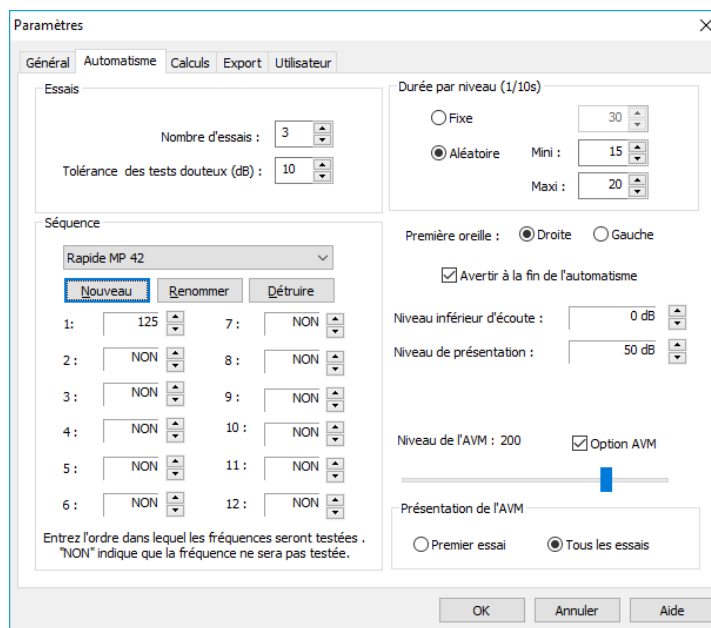 Paramètres
Général Automatisme Calculs Export Utilisateur
Essais
Nombre d'essais : 3
Tolérance des tests douteux (dB) : 10
Durée par niveau (1/10s)
Fixe 30
Aléatoire Mini : 15
Maxi : 20
Séquence
Rapide MP 42
Nouveau Renommer Détruire
1: 125 7 : NON
2 : NON 8 : NON
3 : NON 9 : NON
4 : NON 10 : NON
5 : NON 11 : NON
6 : NON 12 : NON
Entrez l'ordre dans lequel les fréquences seront testées .
"NON" indique que la fréquence ne sera pas testée.
Première oreille : Droite Gauche
Avertir à la fin de l'automatisme
Niveau inférieur d'écoute : 0 dB
Niveau de présentation : 50 dB
Niveau de l'AVM : 200 Option AVM
Présentation de l'AVM
Premier essai Tous les essais
OK Annuler Aide